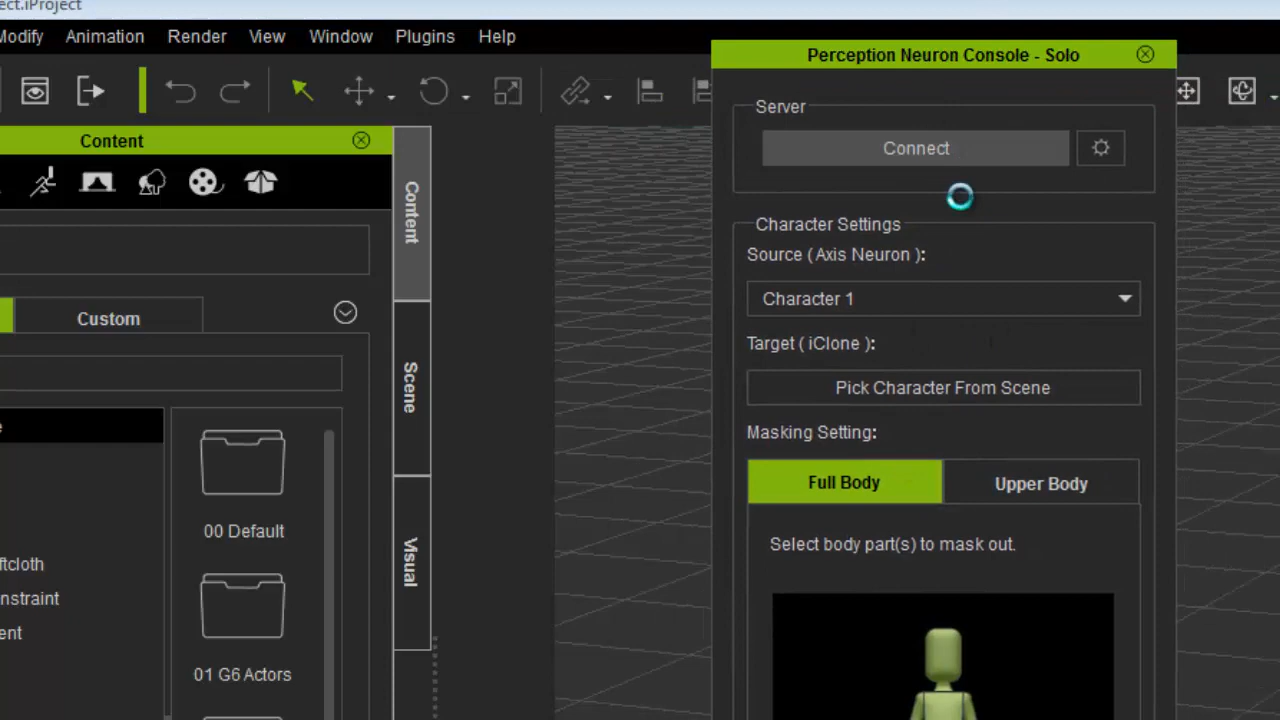 ect.iProject
Modify Animation Render View Window Plugins Help
Perception Neuron Console - Solo
Server
Connect
Content
Content
Custom
Character Settings
Source ( Axis Neuron ):
Character 1
Target ( iClone ):
Pick Character From Scene
Masking Setting:
Full Body Upper Body
Select body part(s) to mask out.
Scene
Visual
00 Default
ftcloth
nstraint
ent
01 G6 Actors